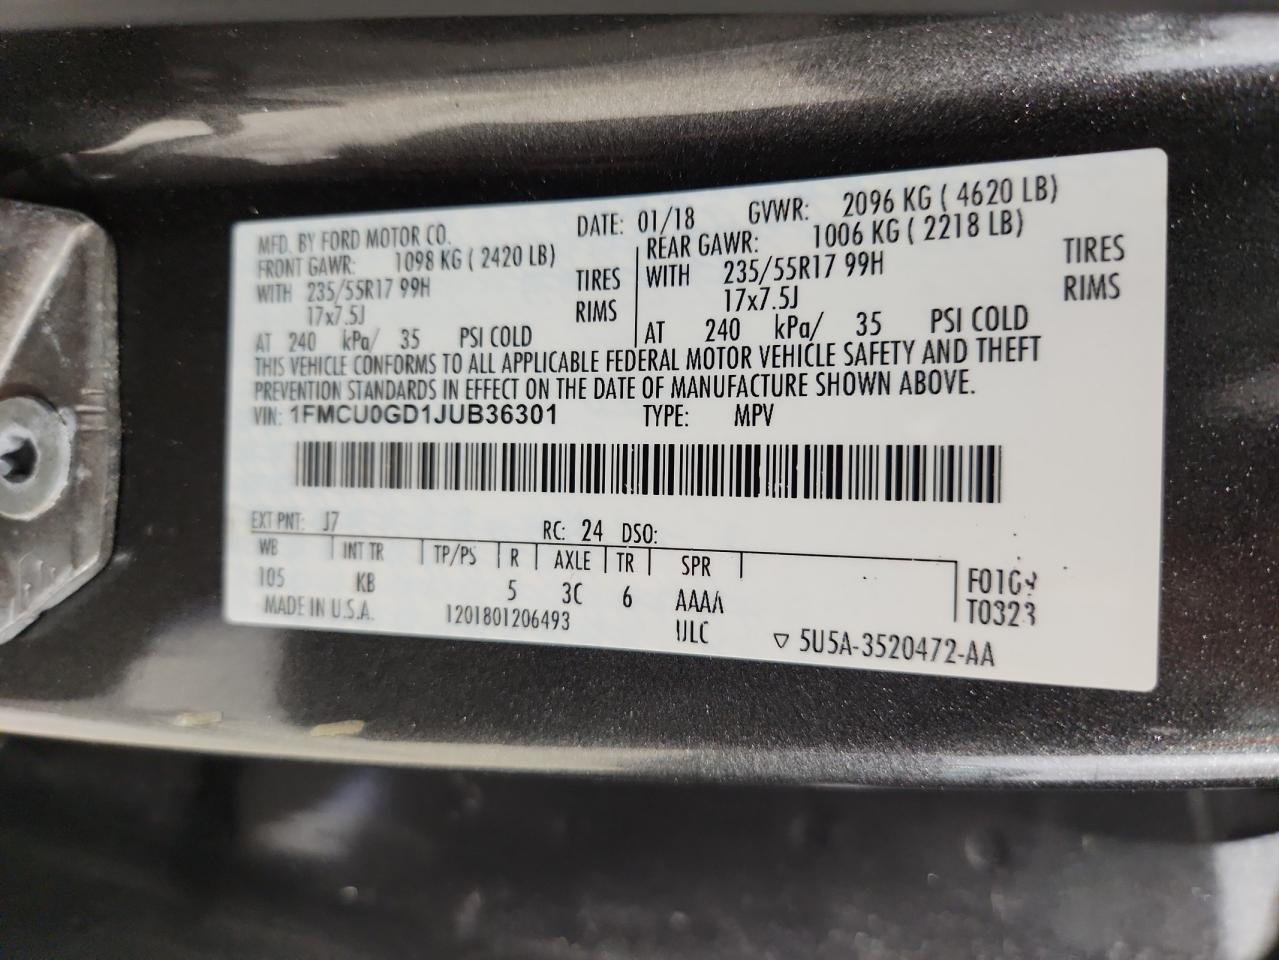 MFD. BY FORD MOTOR CO. DATE: 01/18 GVWR: 2096 KG ( 4620 LB)
FRONT GAWR: 1098 KG ( 2420 LB) REAR GAWR: 1006 KG ( 2218 LB)
WITH 235/55R17 99H TIRES WITH 235/55R17 99H TIRES
17x7.5J RIMS 17x7.5J RIMS
AT 240 kPa/ 35 PSI COLD AT 240 kPa/ 35 PSI COLD
THIS VEHICLE CONFORMS TO ALL APPLICABLE FEDERAL MOTOR VEHICLE SAFETY AND THEFT
PREVENTION STANDARDS IN EFFECT ON THE DATE OF MANUFACTURE SHOWN ABOVE.
VIN: 1FMCU0GD1JUB36301 TYPE: MPV
EXT PNT: J7 RC: 24 DSO:
WB INT TR TP/PS R AXLE TR SPR
105 KB 5 3C 6 AAAA
MADE IN U.S.A. 1201801206493 UJLC ▽ 5U5A-3520472-AA
T0323